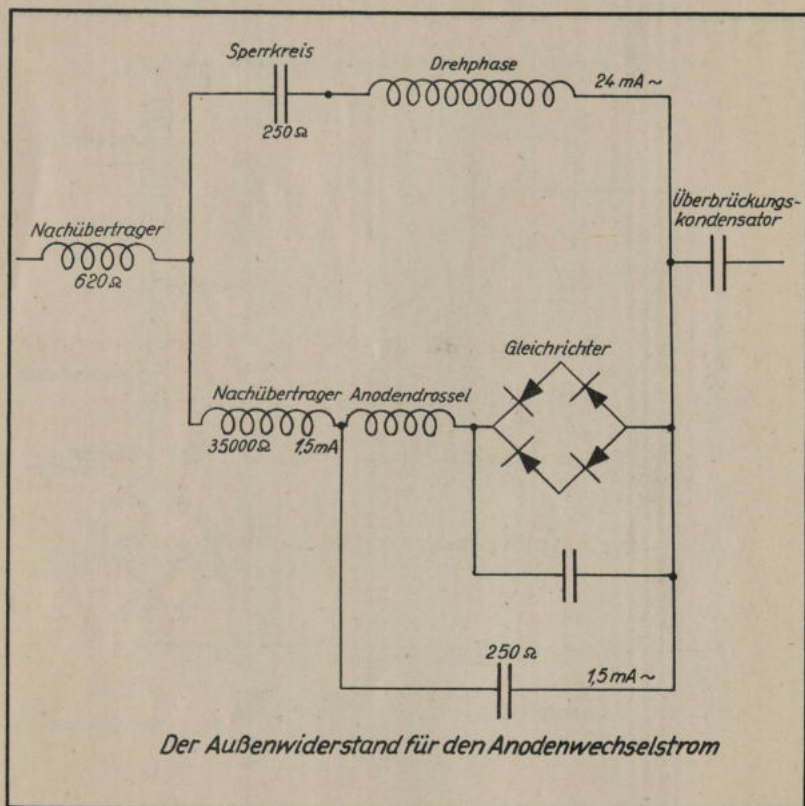 Sperrkreis
Drehphase
24 mA ~
250 Ω
Überbrückungs-
kondensator
Nachübertrager
620 Ω
Gleichrichter
Nachübertrager
Anodendrossel
35000 Ω
1,5 mA
250 Ω
1,5 mA ~
Der Außenwiderstand für den Anodenwechselstrom